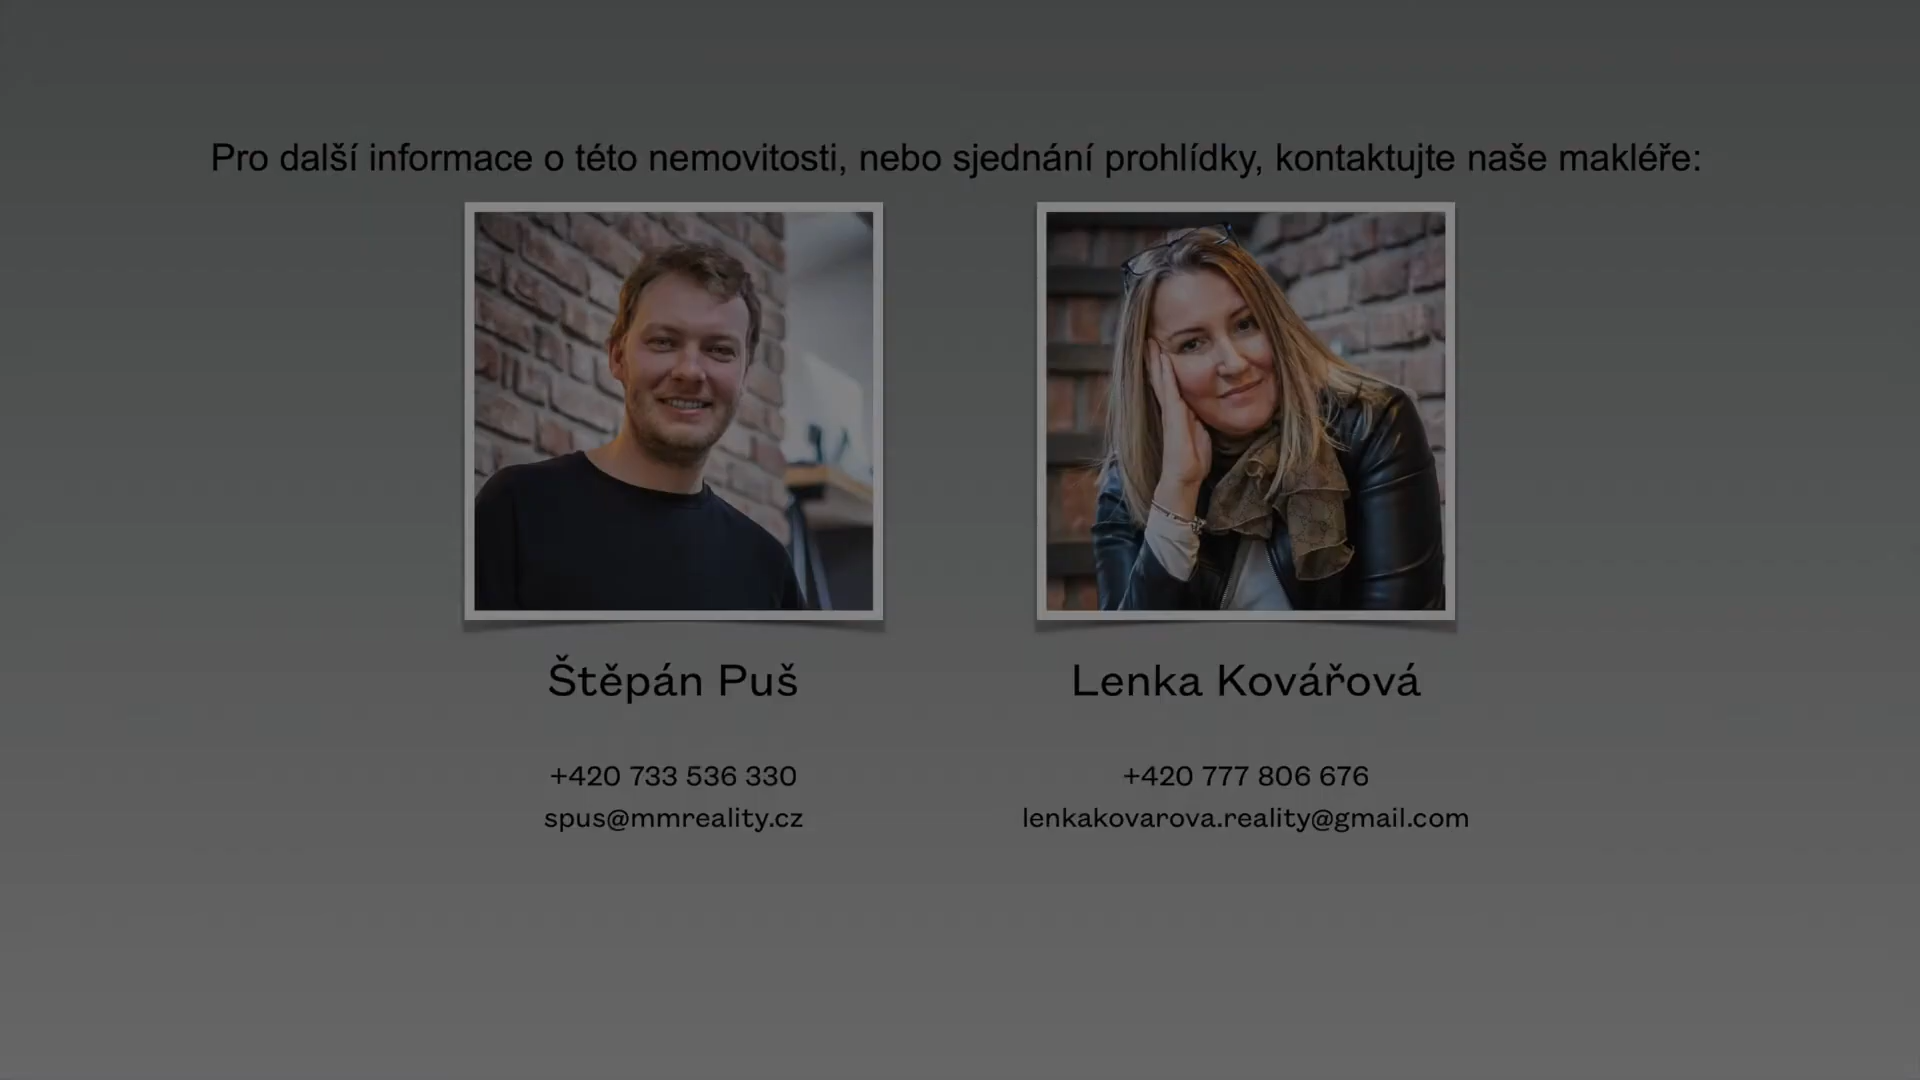 Pro další informace o této nemovitosti, nebo sjednání prohlídky, kontaktujte naše makléře:
Štěpán Puš
+420 733 536 330
spus@mmreality.cz
Lenka Kovářová
+420 777 806 676
lenkakovarova.reality@gmail.com